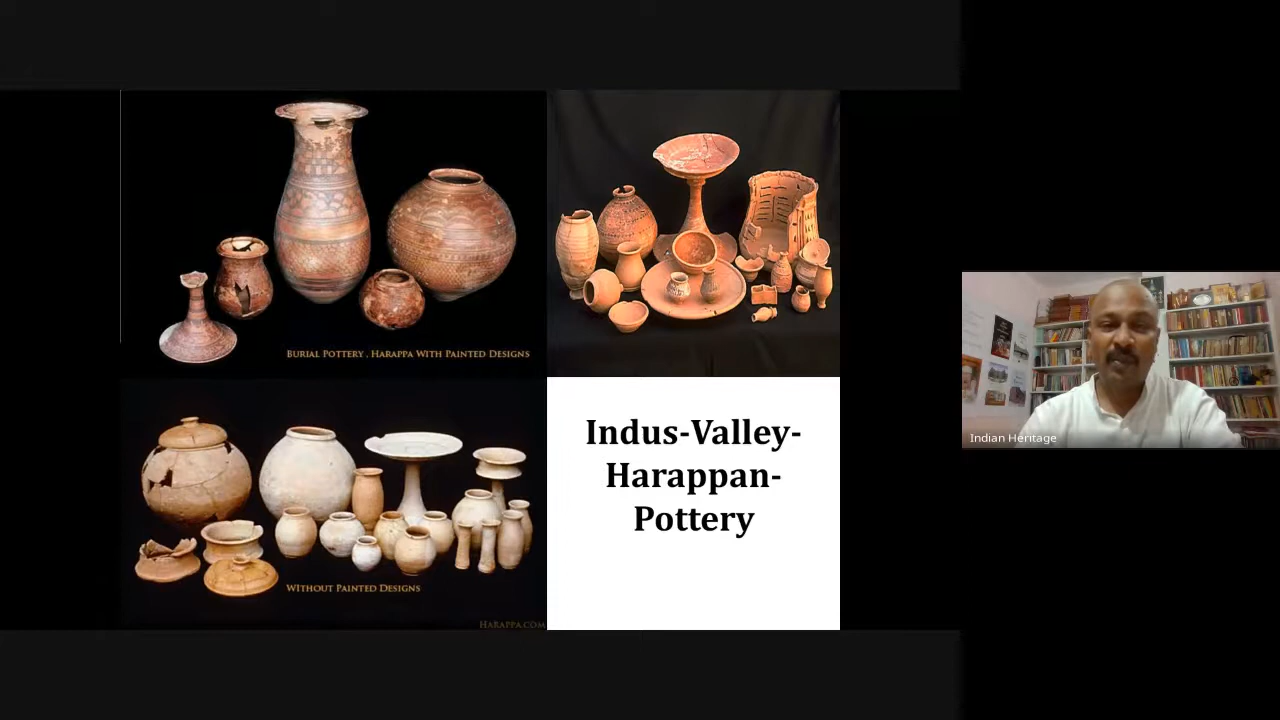 BURIAL POTTERY , HARAPPA WITH PAINTED DESIGNS
WITHOUT PAINTED DESIGNS
HARAPPA.COM
Indus-Valley-
Harappan-
Pottery
Indian Heritage